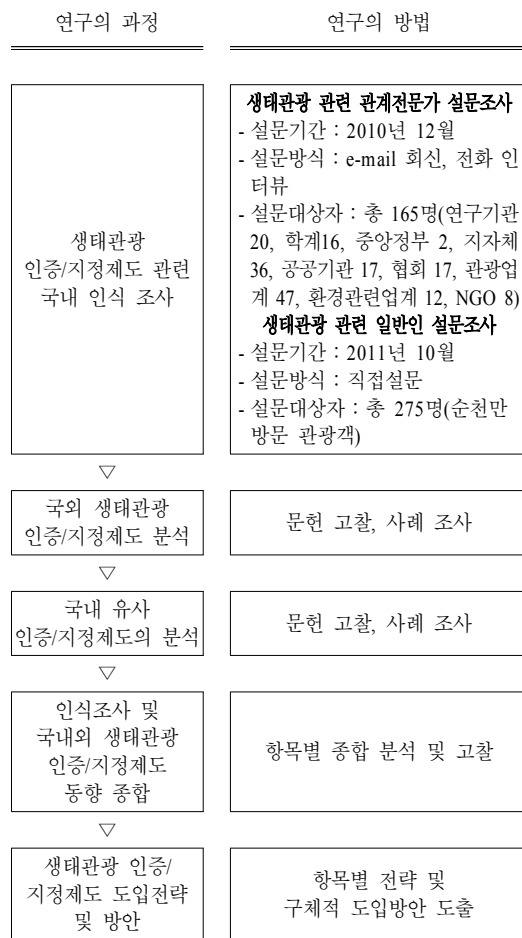 연구의 과정
연구의 방법
생태관광
인증/지정제도 관련
국내 인식 조사
생태관광 관련 관계전문가 설문조사
- 설문기간 : 2010년 12월
- 설문방식 : e-mail 회신, 전화 인
터뷰
- 설문대상자 : 총 165명(연구기관
20, 학계16, 중앙정부 2, 지자체
36, 공공기관 17, 협회 17, 관광업
계 47, 환경관련업계 12, NGO 8)
생태관광 관련 일반인 설문조사
- 설문기간 : 2011년 10월
- 설문방식 : 직접설문
- 설문대상자 : 총 275명(순천만
방문 관광객)
▽
국외 생태관광
인증/지정제도 분석
문헌 고찰, 사례 조사
▽
국내 유사
인증/지정제도의 분석
문헌 고찰, 사례 조사
▽
인식조사 및
국내외 생태관광
인증/지정제도
동향 종합
항목별 종합 분석 및 고찰
▽
생태관광 인증/
지정제도 도입전략
및 방안
항목별 전략 및
구체적 도입방안 도출